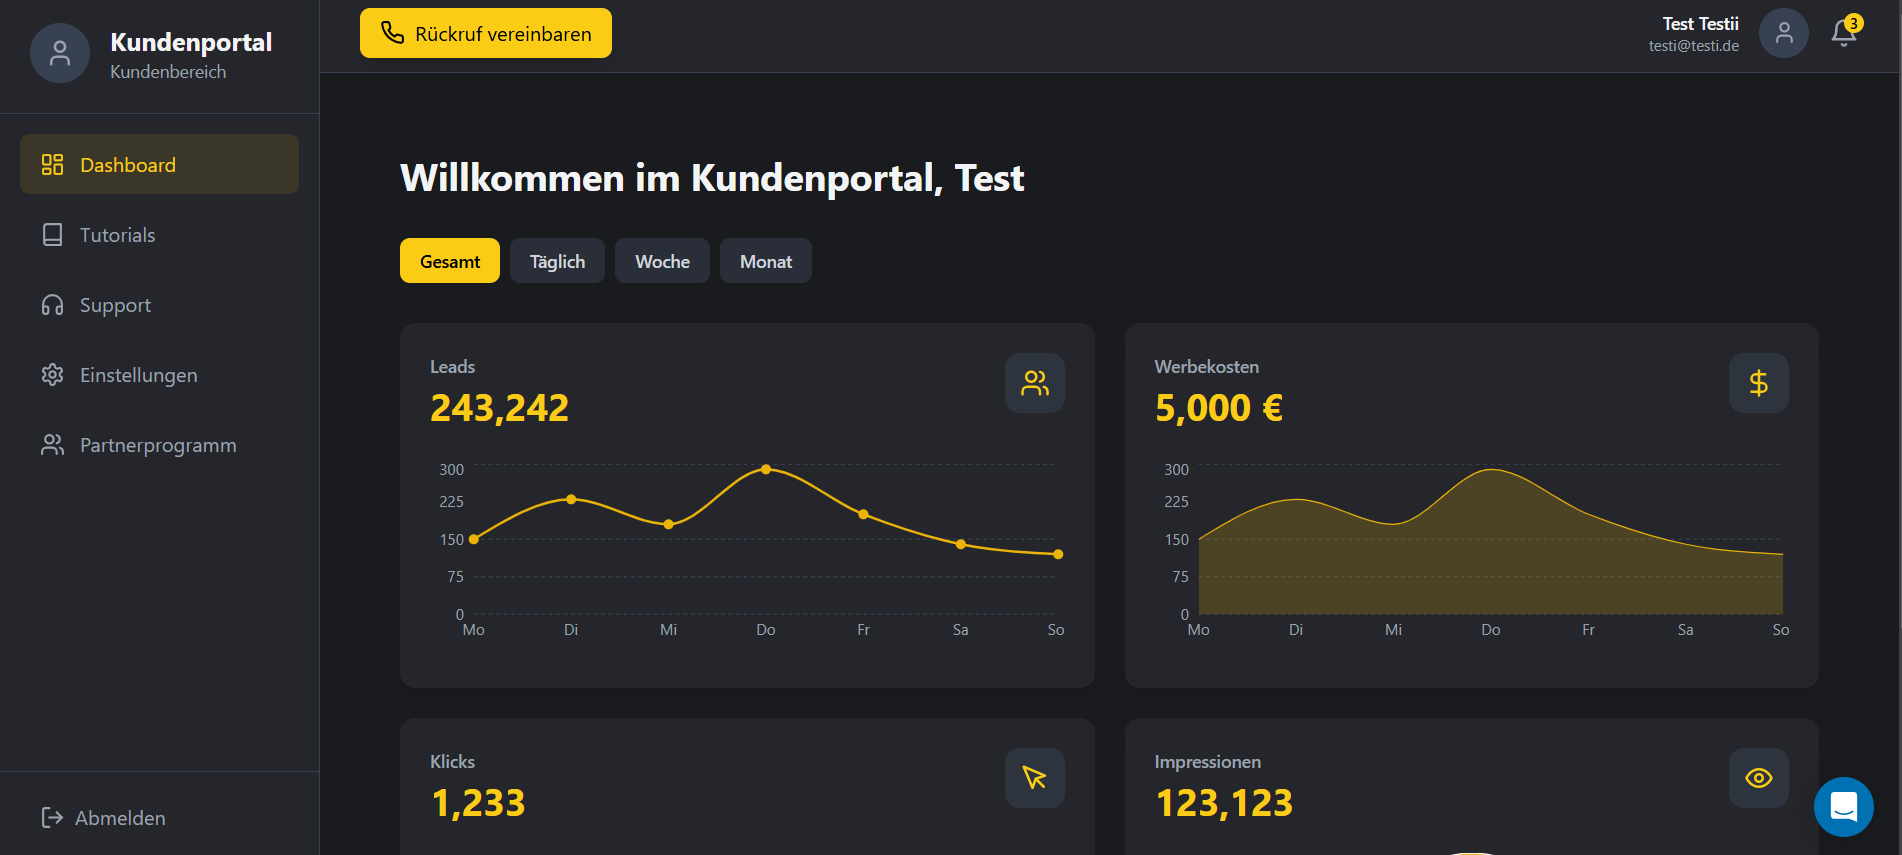 Kundenportal
Kundenbereich
Dashboard
Tutorials
Support
Einstellungen
Partnerprogramm
Abmelden
Rückruf vereinbaren
Test Testii
testi@testi.de
3
Willkommen im Kundenportal, Test
Gesamt Täglich Woche Monat
Leads
243,242
300
225
150
75
0
Mo Di Mi Do Fr Sa So
Werbekosten
5,000 €
300
225
150
75
0
Mo Di Mi Do Fr Sa So
Klicks
1,233
Impressionen
123,123